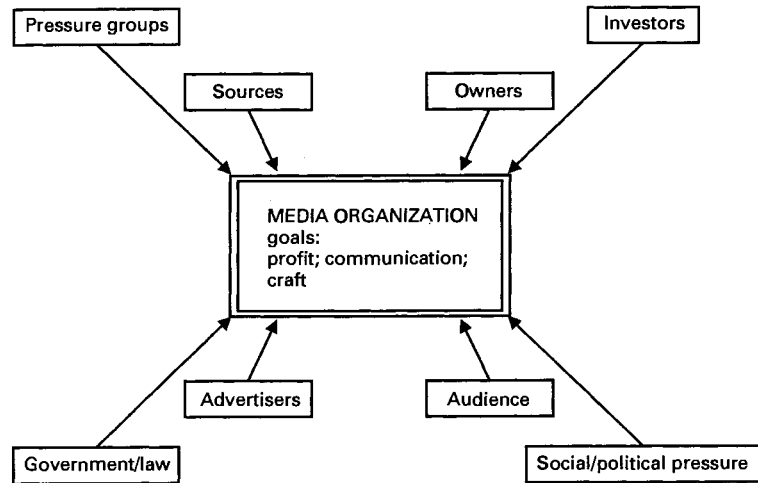 Pressure groups
Investors
Sources
Owners
MEDIA ORGANIZATION
goals:
profit; communication;
craft
Advertisers
Audience
Government/law
Social/political pressure